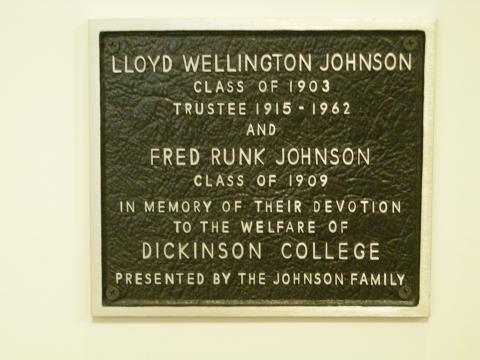 LLOYD WELLINGTON JOHNSON
CLASS OF 1903
TRUSTEE 1915-1962
AND
FRED RUNK JOHNSON
CLASS OF 1909
IN MEMORY OF THEIR DEVOTION
TO THE WELFARE OF
DICKINSON COLLEGE
PRESENTED BY THE JOHNSON FAMILY